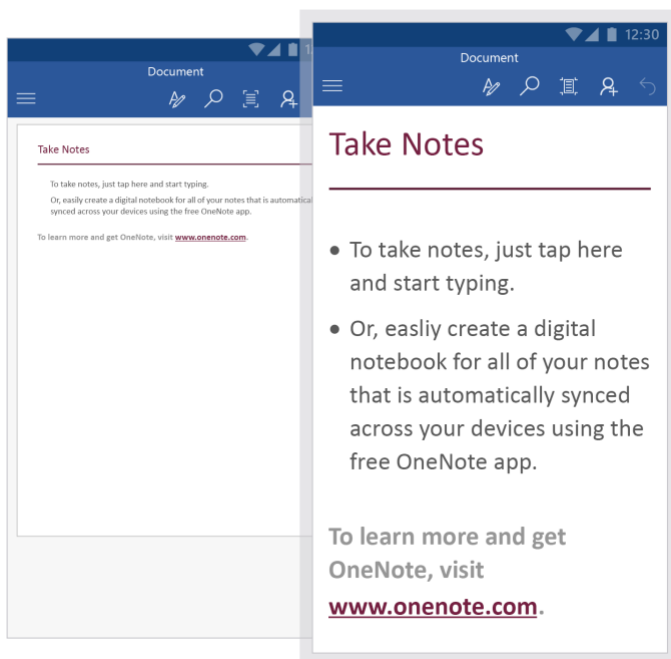 Document
Take Notes
To take notes, just tap here and start typing.
Or, easily create a digital notebook for all of your notes that is
synced across your devices using the free OneNote app.
To learn more and get OneNote, visit www.onenote.com.
12:30
Document
Take Notes
• To take notes, just tap here
and start typing.
• Or, easliy create a digital
notebook for all of your notes
that is automatically synced
across your devices using the
free OneNote app.
To learn more and get
OneNote, visit
www.onenote.com.